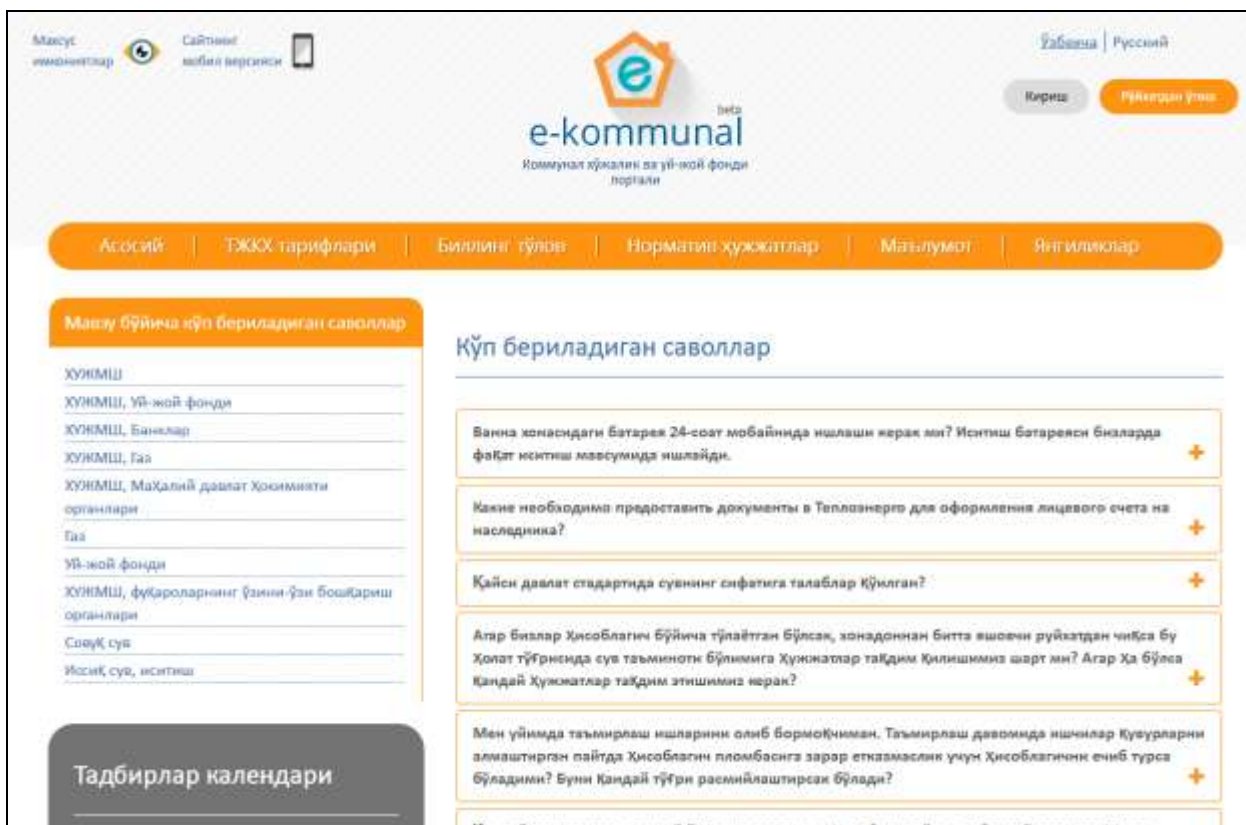 Махсус
имкониятлар
Сайтнинг
мобил версияси
Ўзбекча | Русский
Кириш
Рўйхатдан ўтиш
e
beta
e-kommunal
Коммунал хўжалик ва уй-жой фонди
портали
Асосий | ТЖКХ тарифлари | Биллинг тўлов | Норматив ҳужжатлар | Маълумот | Янгиликлар
Мавзу бўйича кўп бериладиган саволлар
ХУЖМШ
ХУЖМШ, Уй-жой фонди
ХУЖМШ, Банклар
ХУЖМШ, Газ
ХУЖМШ, Маҳалий давлат ҳокимияти
органлари
Газ
Уй-жой фонди
ХУЖМШ, фуқароларнинг ўзини-ўзи бошқариш
органлари
Совуқ сув
Иссиқ сув, иситиш
Тадбирлар календари
Кўп бериладиган саволлар
Ванна хонасидаги батарея 24-соат мобайнида ишлаши керак ми? Иситиш батареяси бизларда
фақат иситиш мавсумида ишлайди.
Какие необходимо предоставить документы в Теплоэнерго для оформления лицевого счета на
наследника?
Қайси давлат стадартида сувнинг сифатига талаблар қўйилган?
Агар бизлар ҳисоблагич бўйича тўлаётган бўлсак, хонадоннан битта яшовчи руйхатдан чиқса бу
ҳолат тўғрисида сув таъминоти бўлимига ҳужжатлар тақдим қилишимиз шарт ми? Агар ҳа бўлса
қандай ҳужжатлар тақдим этишимиз керак?
Мен уйимда таъмирлаш ишларини олиб бормоқчиман. Таъмирлаш давомида ишчилар қувурларни
алмаштирган пайтда ҳисоблагич пломбасига зарар етказмаслик учун ҳисоблагични ечиб турса
бўладими? Буни қандай тўғри расмийлаштирсак бўлади?